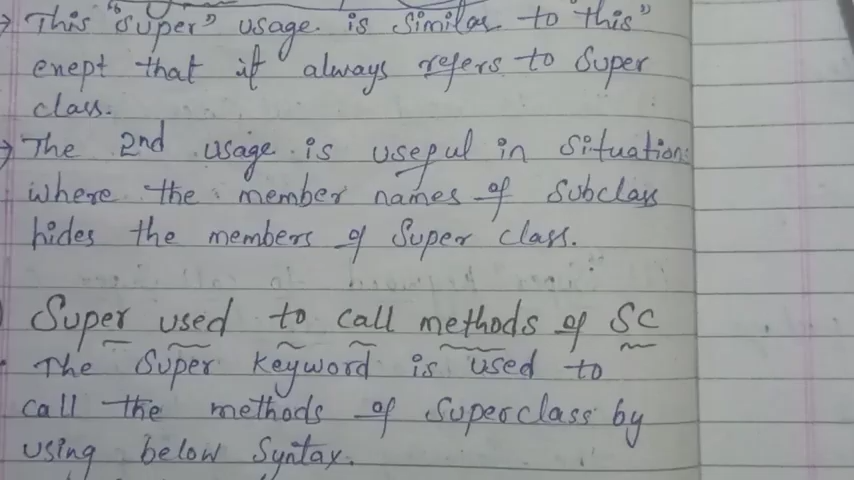 → This "super" usage is similar to "this"
exept that it always refers to super
class.
→ The 2nd usage is useful in situation
where the member names of subclass
hides the members of super class.
Super used to call methods of SC
The Super keyword is used to
call the methods of superclass by
using below syntax.